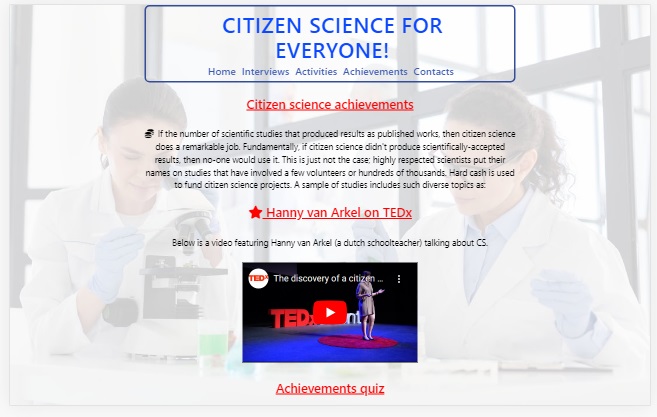 CITIZEN SCIENCE FOR
EVERYONE!
Home Interviews Activities Achievements Contacts
Citizen science achievements
If the number of scientific studies that produced results as published works, then citizen science
does a remarkable job. Fundamentally, if citizen science didn't produce scientifically-accepted
results, then no-one would use it. This is just not the case; highly respected scientists put their
names on studies that have involved a few volunteers or hundreds of thousands, Hard cash is used
to fund citizen science projects. A sample of studies includes such diverse topics as:
Hanny van Arkel on TEDx
Below is a video featuring Hanny van Arkel (a dutch schoolteacher) talking about CS.
TEDx The discovery of a citizen ...
TEDx
Achievements quiz